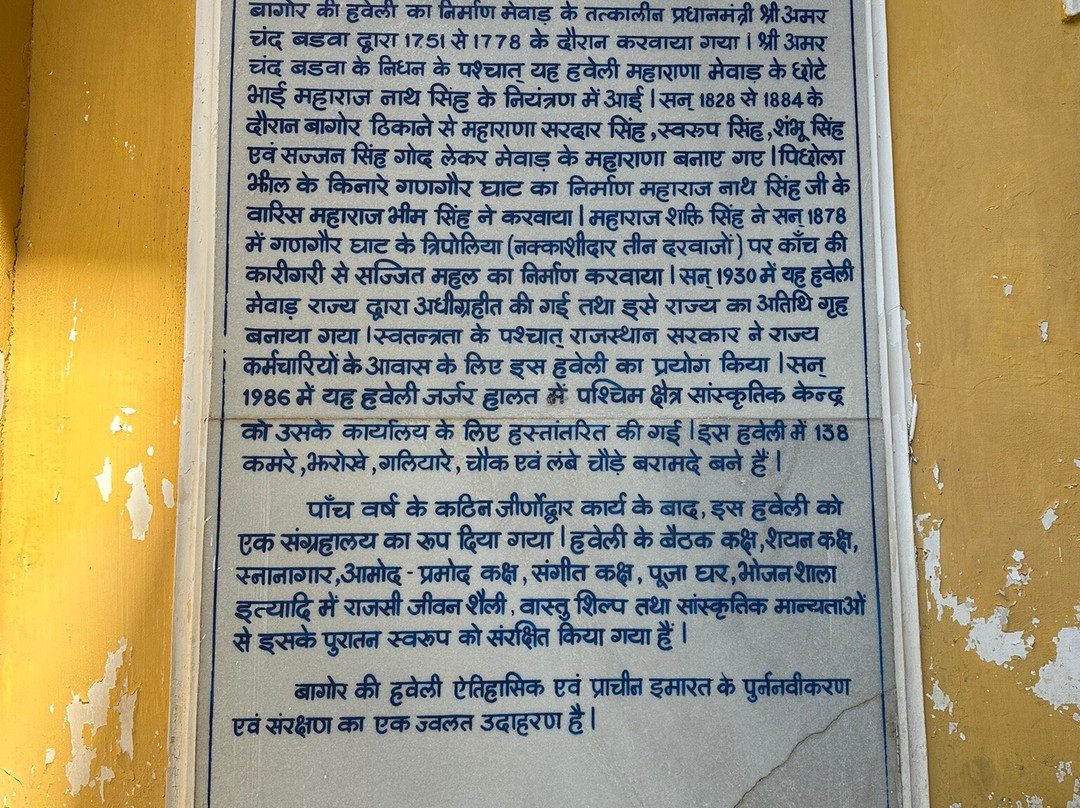 बागोर की हवेली का निर्माण मेवाड़ के तत्कालीन प्रधानमंत्री श्री अमर
चंद बडवा द्वारा 1751 से 1778 के दौरान करवाया गया । श्री अमर
चंद बडवा के निधन के पश्चात् यह हवेली महाराणा मेवाड़ के छोटे
भाई महाराज नाथ सिंह के नियंत्रण में आई । सन् 1828 से 1884 के
दौरान बागोर ठिकाने से महाराणा सरदार सिंह, स्वरूप सिंह, शंभू सिंह
एवं सज्जन सिंह गोद लेकर मेवाड़ के महाराणा बनाए गए । पिछोला
झील के किनारे गणगौर घाट का निर्माण महाराज नाथ सिंह जी के
वारिस महाराज भीम सिंह ने करवाया । महाराज शक्ति सिंह ने सन् 1878
में गणगौर घाट के त्रिपोलिया (नक्काशीदार तीन दरवाजों) पर काँच की
कारीगरी से सज्जित महल का निर्माण करवाया । सन् 1930 में यह हवेली
मेवाड़ राज्य द्वारा अधीग्रहीत की गई तथा इसे राज्य का अतिथि गृह
बनाया गया । स्वतन्त्रता के पश्चात् राजस्थान सरकार ने राज्य
कर्मचारियों के आवास के लिए इस हवेली का प्रयोग किया । सन्
1986 में यह हवेली जर्जर हालत में पश्चिम क्षैत्र सांस्कृतिक केन्द्र
को उसके कार्यालय के लिए हस्तांतरित की गई । इस हवेली में 138
कमरे, झरोखे, गलियारे, चौक एवं लंबे चौड़े बरामदे बने हैं ।
पाँच वर्ष के कठिन जीर्णोद्धार कार्य के बाद, इस हवेली को
एक संग्रहालय का रूप दिया गया । हवेली के बैठक कक्ष, शयन कक्ष,
स्नानागार, आमोद - प्रमोद कक्ष, संगीत कक्ष, पूजा घर, भोजन शाला
इत्यादि में राजसी जीवन शैली, वास्तु शिल्प तथा सांस्कृतिक मान्यताओं
से इसके पुरातन स्वरूप को संरक्षित किया गया हैं ।
बागोर की हवेली ऐतिहासिक एवं प्राचीन इमारत के पुर्ननवीकरण
एवं संरक्षण का एक ज्वलत उदाहरण है ।